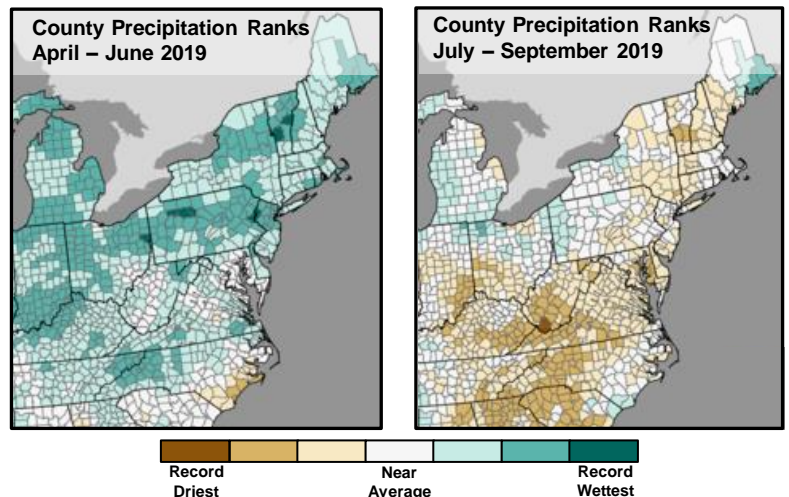 County Precipitation Ranks
April – June 2019
County Precipitation Ranks
July – September 2019
Record
Driest
Near
Average
Record
Wettest